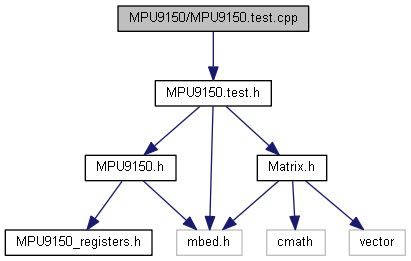 MPU9150/MPU9150.test.cpp
MPU9150.test.h
MPU9150.h
Matrix.h
MPU9150_registers.h
mbed.h
cmath
vector